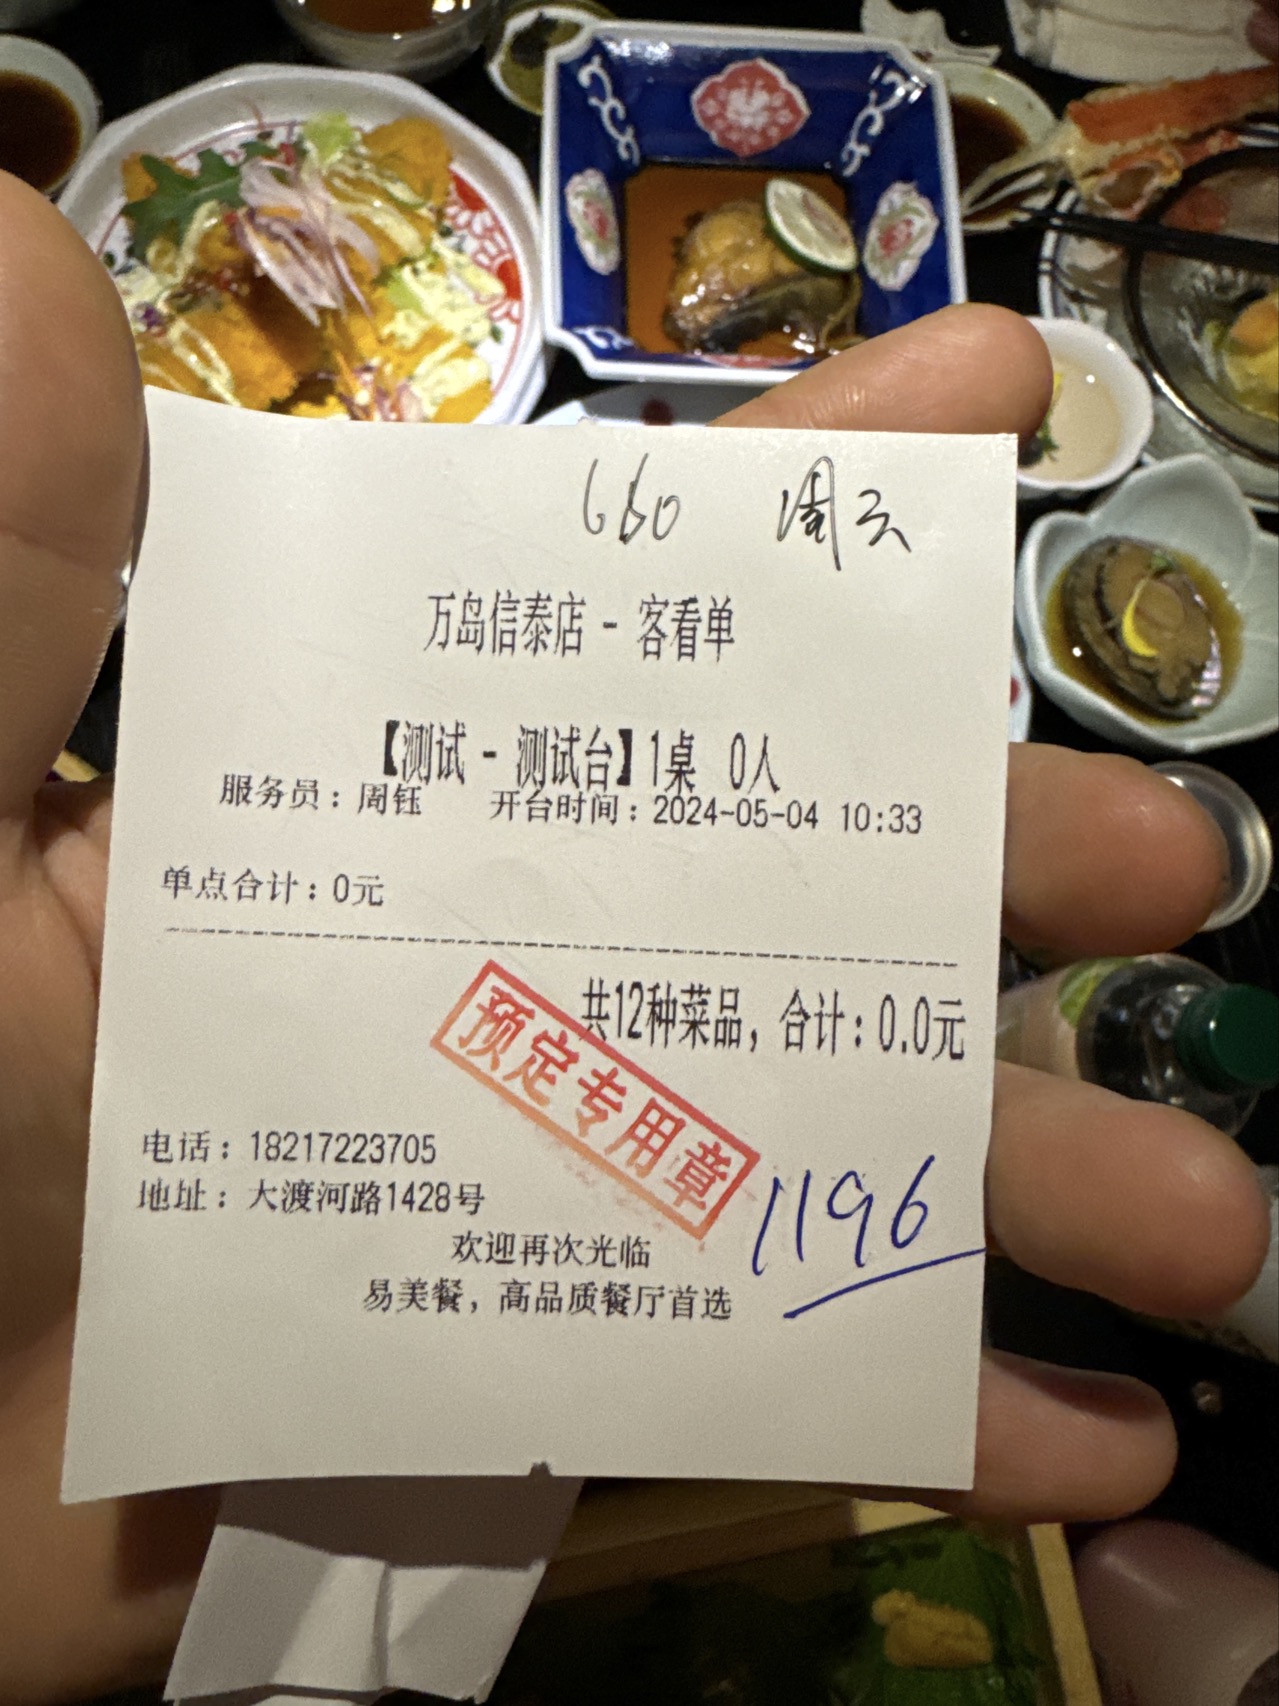 660 周云
万岛信泰店 - 客看单
【测试 - 测试台】1桌 0人
服务员：周钰 开台时间：2024-05-04 10:33
单点合计：0元
共12种菜品，合计：0.0元
预定专用章
电话：18217223705
1196
地址：大渡河路1428号
欢迎再次光临
易美餐，高品质餐厅首选